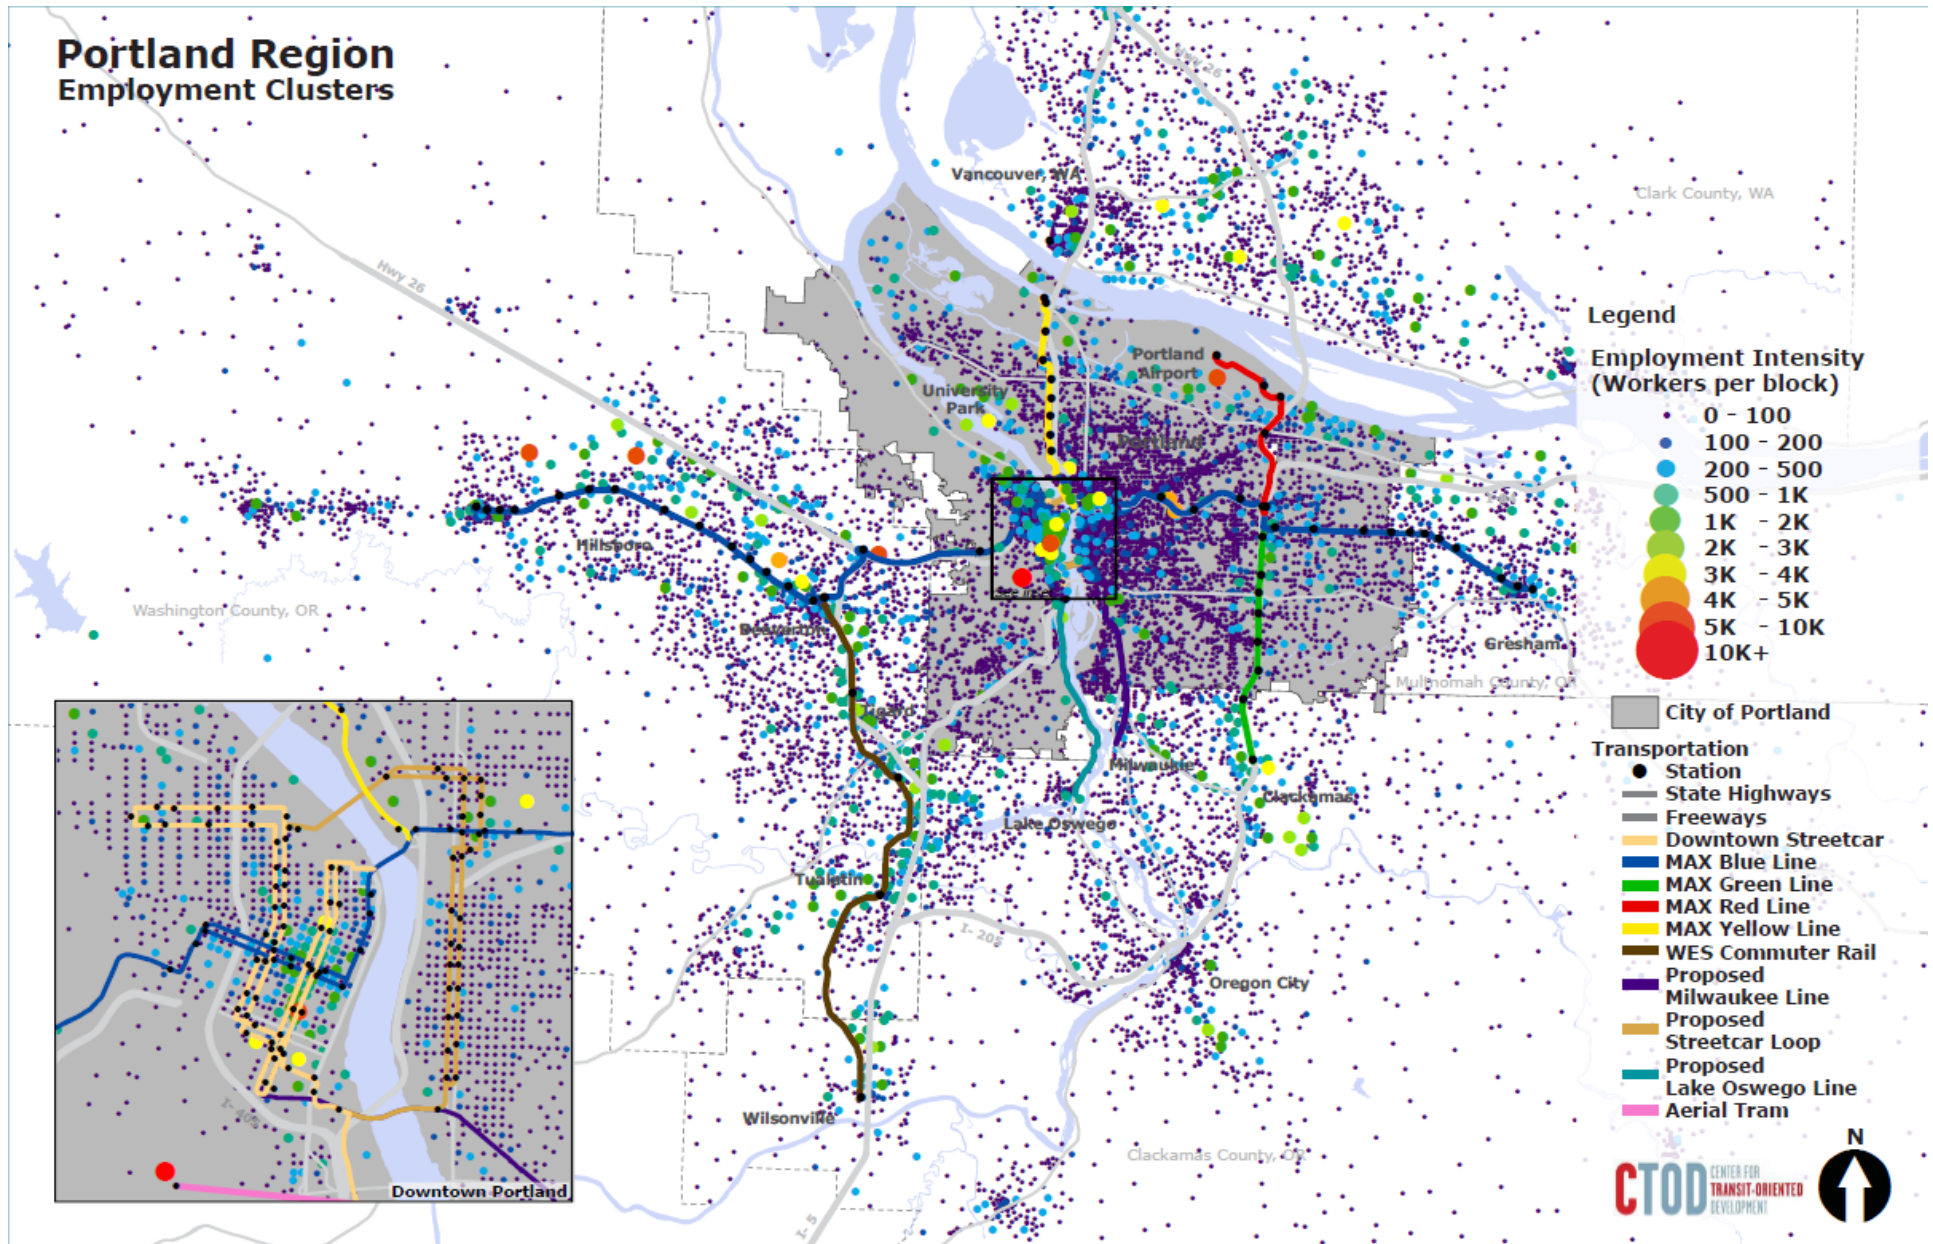 Portland Region
Employment Clusters
Hwy 26
Vancouver, WA
Clark County, WA
Hwy 26
Portland
Airport
University
Park
Portland
Hillsboro
Washington County, OR
Beaverton
Gresham
Multnomah County, OR
Tigard
Milwaukie
Clackamas
Lake Oswego
Tualatin
I-205
Oregon City
Wilsonville
Clackamas County, OR
I-5
I-405
Downtown Portland
Legend
Employment Intensity
(Workers per block)
0 - 100
100 - 200
200 - 500
500 - 1K
1K - 2K
2K - 3K
3K - 4K
4K - 5K
5K - 10K
10K+
City of Portland
Transportation
Station
State Highways
Freeways
Downtown Streetcar
MAX Blue Line
MAX Green Line
MAX Red Line
MAX Yellow Line
WES Commuter Rail
Proposed
Milwaukee Line
Proposed
Streetcar Loop
Proposed
Lake Oswego Line
Aerial Tram
N
CTOD
CENTER FOR
TRANSIT-ORIENTED
DEVELOPMENT